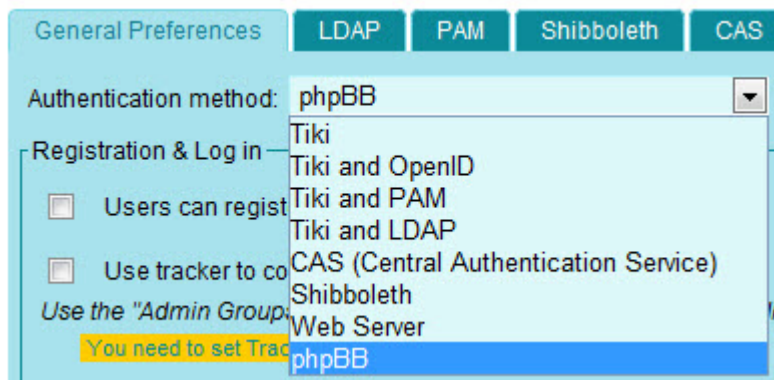 General Preferences LDAP PAM Shibboleth CAS
Authentication method: phpBB
Tiki
Registration & Log in
Tiki and OpenID
Tiki and PAM
Users can regist
Tiki and LDAP
CAS (Central Authentication Service)
Use tracker to co
Shibboleth
Use the "Admin Group
Web Server
You need to set Trac
phpBB